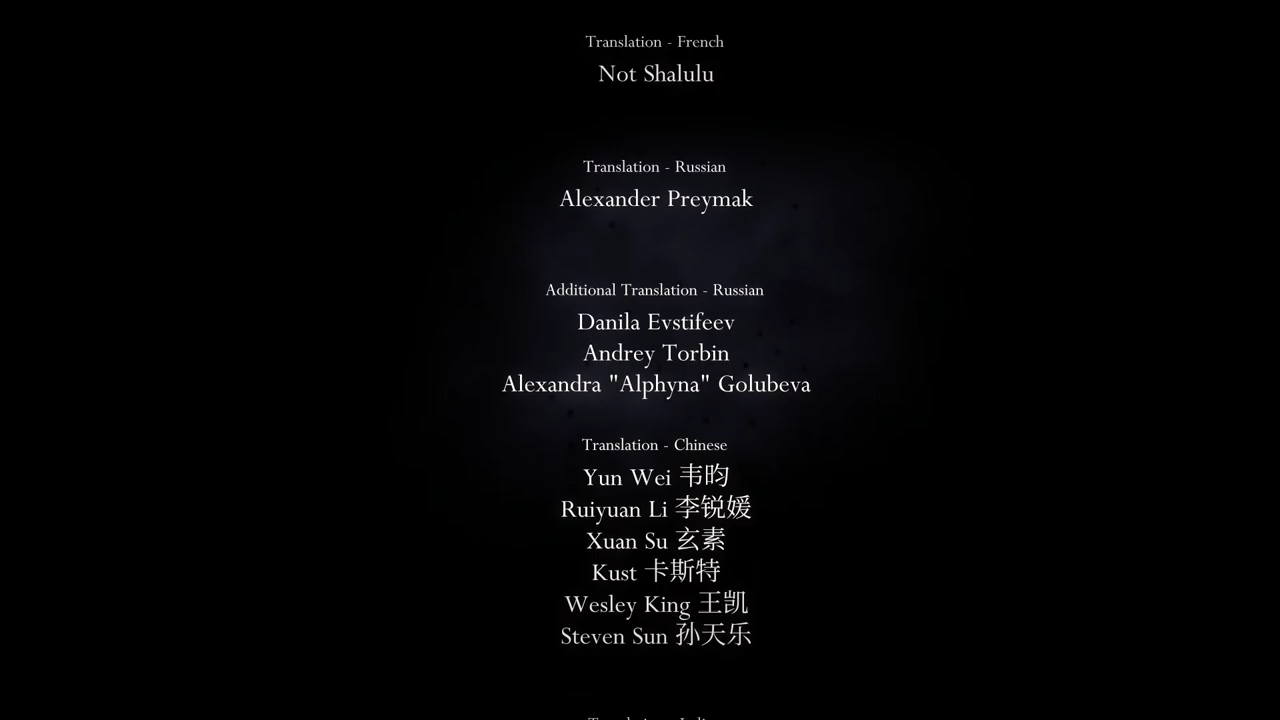 Translation - French
Not Shalulu
Translation - Russian
Alexander Preymak
Additional Translation - Russian
Danila Evstifeev
Andrey Torbin
Alexandra "Alphyna" Golubeva
Translation - Chinese
Yun Wei 韦昀
Ruiyuan Li 李锐媛
Xuan Su 玄素
Kust 卡斯特
Wesley King 王凯
Steven Sun 孙天乐